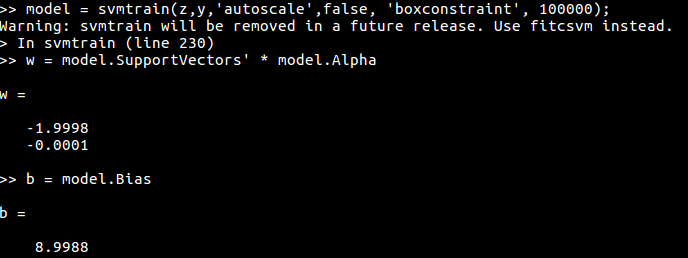 >> model = svmtrain(z,y,'autoscale',false, 'boxconstraint', 100000);
Warning: svmtrain will be removed in a future release. Use fitcsvm instead.
> In svmtrain (line 230)
>> w = model.SupportVectors' * model.Alpha
w =
-1.9998
-0.0001
>> b = model.Bias
b =
8.9988